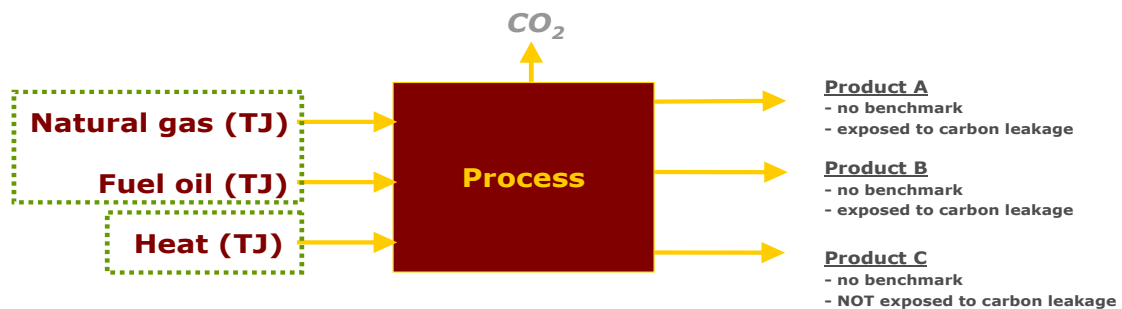 CO2
Natural gas (TJ)
Fuel oil (TJ)
Heat (TJ)
Process
Product A
- no benchmark
- exposed to carbon leakage
Product B
- no benchmark
- exposed to carbon leakage
Product C
- no benchmark
- NOT exposed to carbon leakage